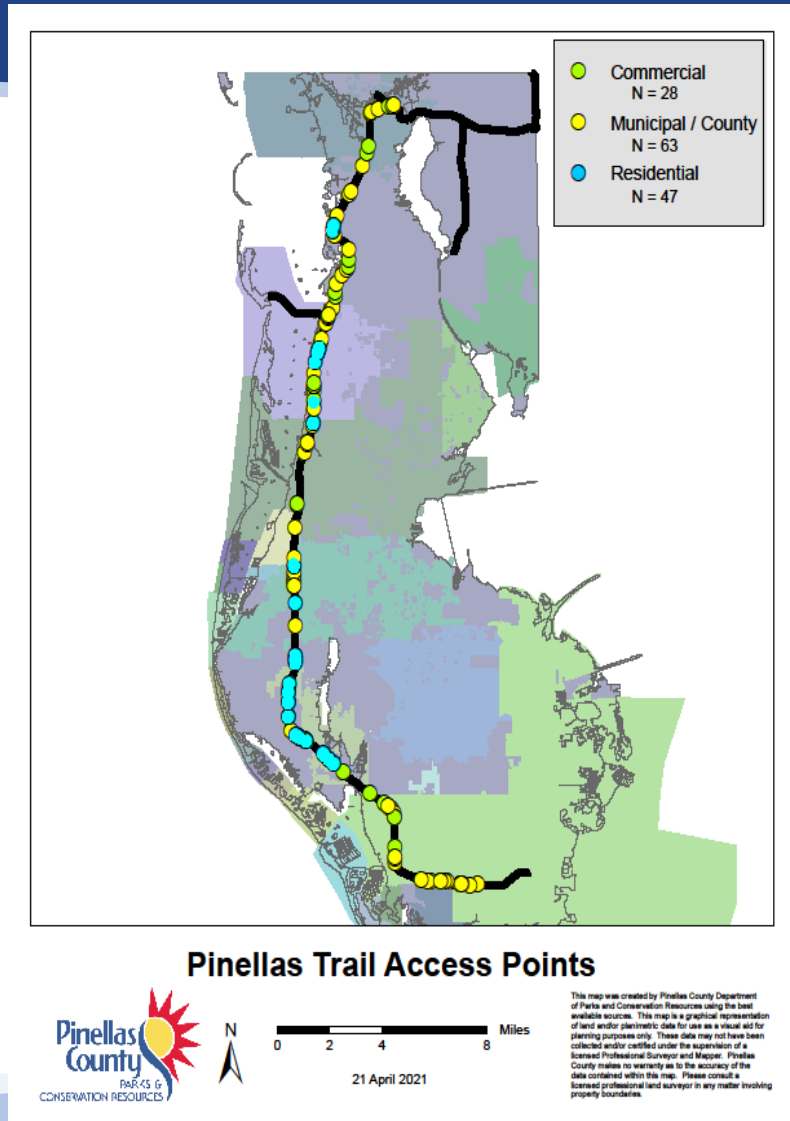 Commercial
N = 28
Municipal / County
N = 63
Residential
N = 47
Pinellas Trail Access Points
Pinellas
County
PARKS &
CONSERVATION RESOURCES
N
Miles
0 2 4 8
21 April 2021
This map was created by Pinellas County Department
of Parks and Conservation Resources using the best
available sources. This map is a graphical representation
of land and/or planimetric data for use as a visual aid for
planning purposes only. These data may not have been
collected and/or certified under the supervision of a
licensed Professional Surveyor and Mapper. Pinellas
County makes no warranty as to the accuracy of the
data contained within this map. Please consult a
licensed professional land surveyor in any matter involving
property boundaries.